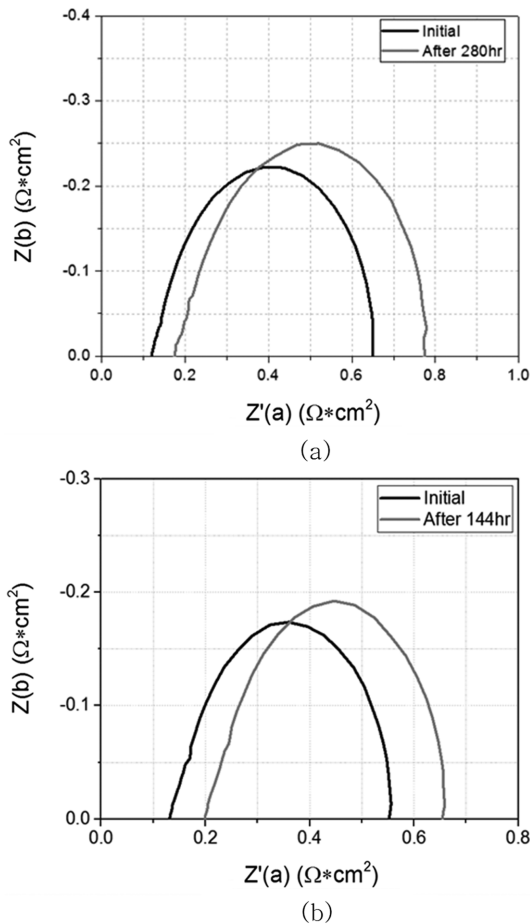 -0.4
-0.3
-0.2
-0.1
0.0
Z(b) (Ω*cm²)
Initial
After 280hr
0.0 0.2 0.4 0.6 0.8 1.0
Z'(a) (Ω*cm²)
(a)
-0.3
-0.2
-0.1
0.0
Z(b) (Ω*cm²)
Initial
After 144hr
0.0 0.2 0.4 0.6 0.8
Z'(a) (Ω*cm²)
(b)